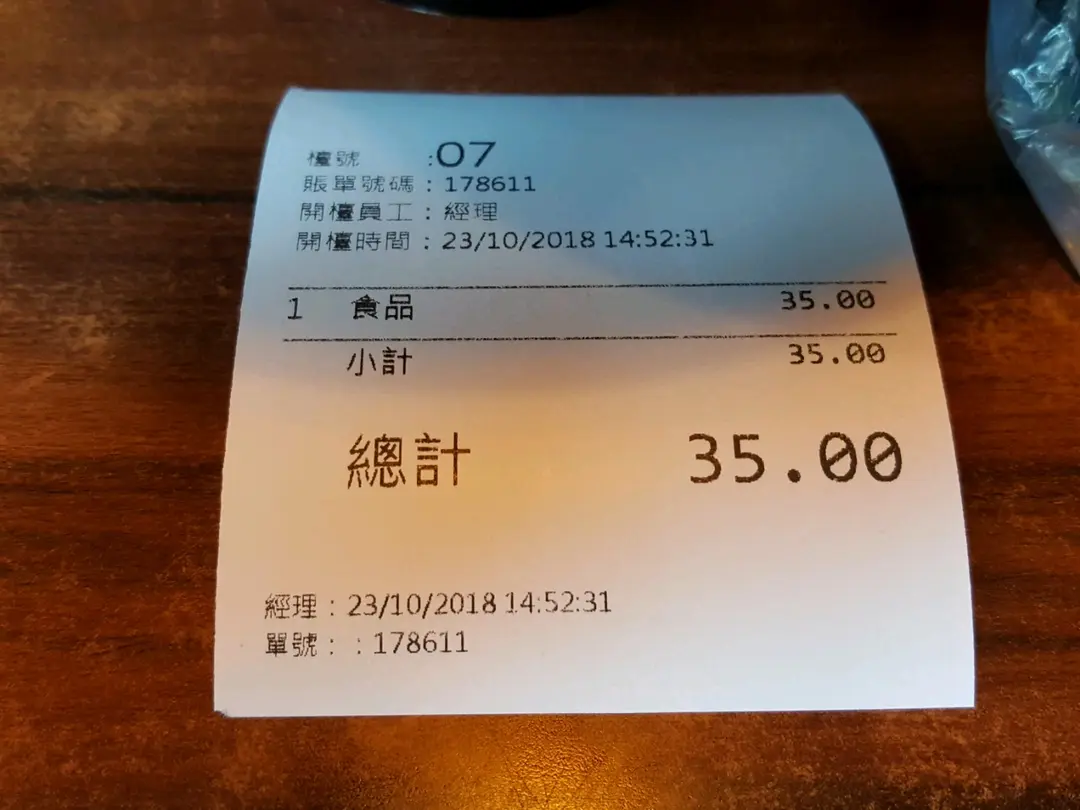 檯號 :07
賬單號碼 : 178611
開檯員工 : 經理
開檯時間 : 23/10/2018 14:52:31
1 食品 35.00
小計 35.00
總計 35.00
經理 : 23/10/2018 14:52:31
單號 : : 178611